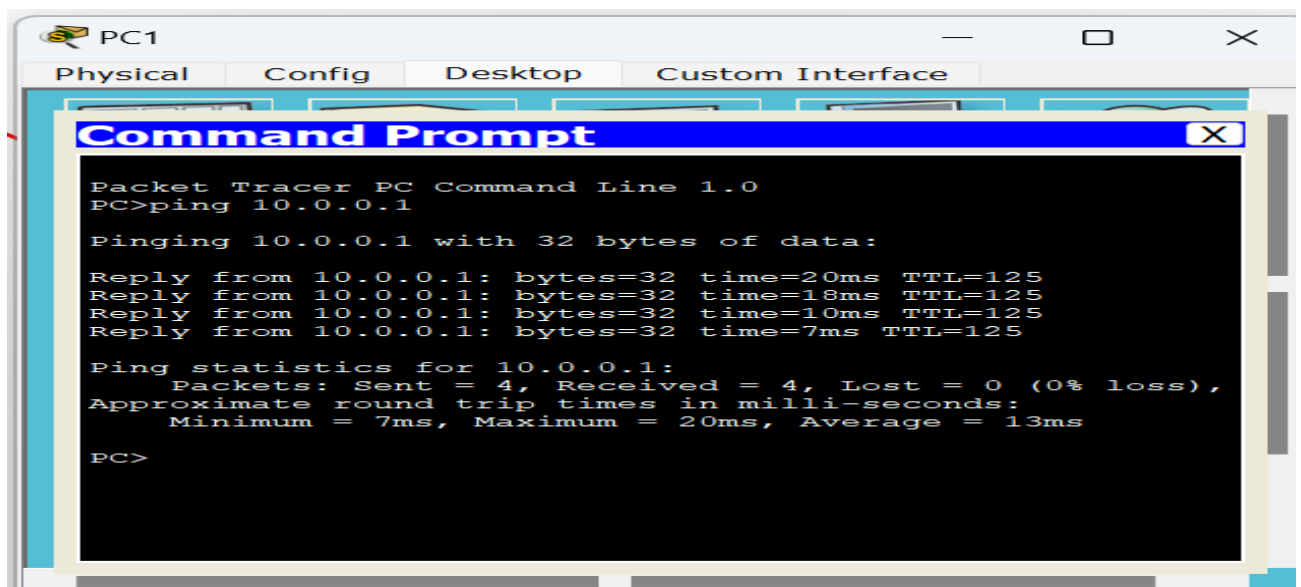 PC1
Physical Config Desktop Custom Interface
Command Prompt X
Packet Tracer PC Command Line 1.0
PC>ping 10.0.0.1
Pinging 10.0.0.1 with 32 bytes of data:
Reply from 10.0.0.1: bytes=32 time=20ms TTL=125
Reply from 10.0.0.1: bytes=32 time=18ms TTL=125
Reply from 10.0.0.1: bytes=32 time=10ms TTL=125
Reply from 10.0.0.1: bytes=32 time=7ms TTL=125
Ping statistics for 10.0.0.1:
Packets: Sent = 4, Received = 4, Lost = 0 (0% loss),
Approximate round trip times in milli-seconds:
Minimum = 7ms, Maximum = 20ms, Average = 13ms
PC>